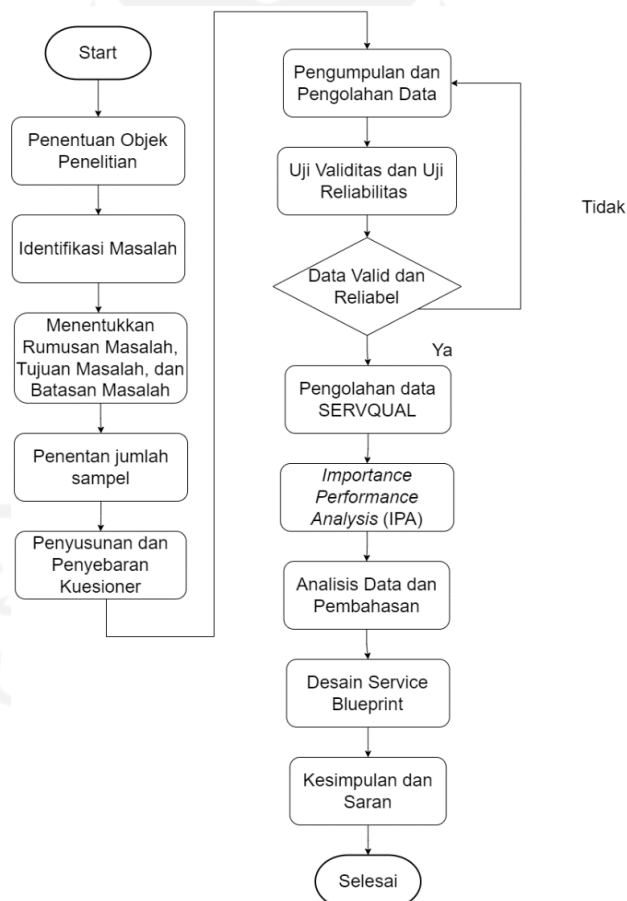 Start
Penentuan Objek
Penelitian
Identifikasi Masalah
Menentukkan
Rumusan Masalah,
Tujuan Masalah, dan
Batasan Masalah
Penentan jumlah
sampel
Penyusunan dan
Penyebaran
Kuesioner
Pengumpulan dan
Pengolahan Data
Uji Validitas dan Uji
Reliabilitas
Tidak
Data Valid dan
Reliabel
Ya
Pengolahan data
SERVQUAL
Importance
Performance
Analysis (IPA)
Analisis Data dan
Pembahasan
Desain Service
Blueprint
Kesimpulan dan
Saran
Selesai